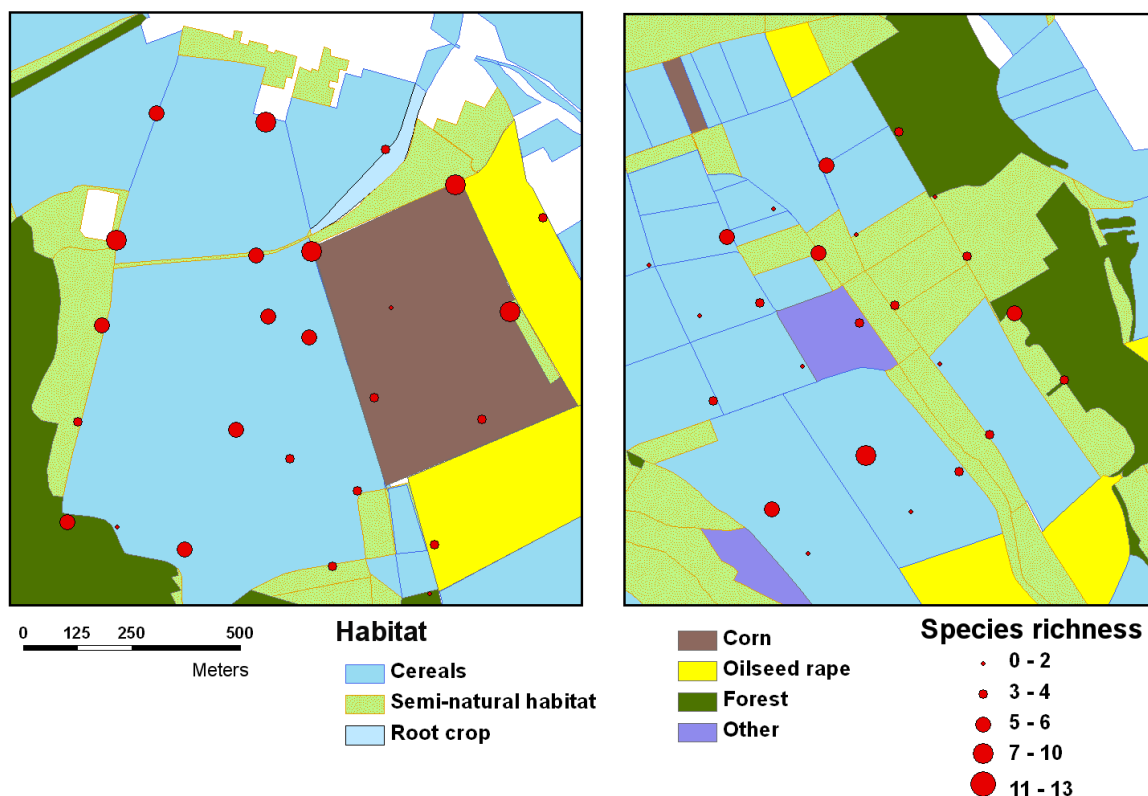 0 125 250 500
Meters
Habitat
Cereals
Semi-natural habitat
Root crop
Corn
Oilseed rape
Forest
Other
Species richness
0 - 2
3 - 4
5 - 6
7 - 10
11 - 13